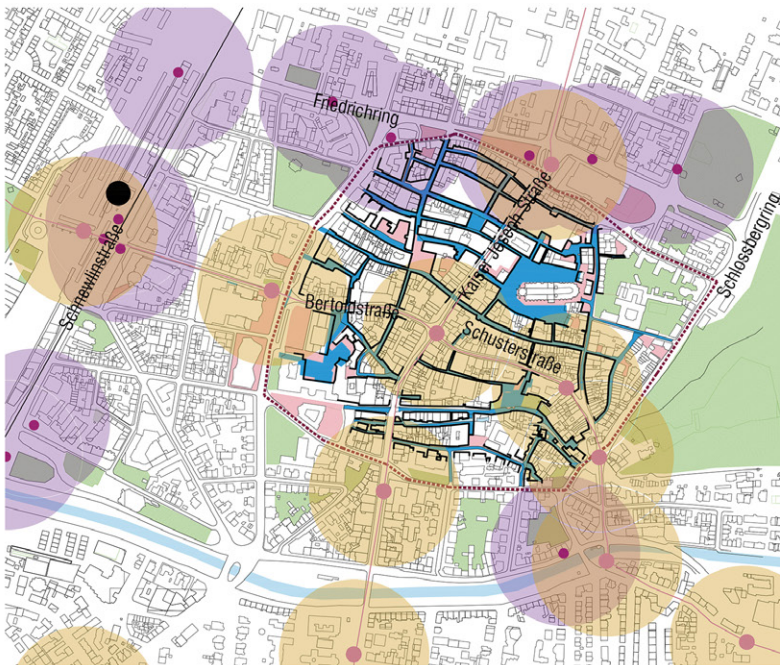 Friedrichring
Kaiser-Joseph-Straße
Schlossbergring
Schnewlinstraße
Bertoldstraße
Schusterstraße